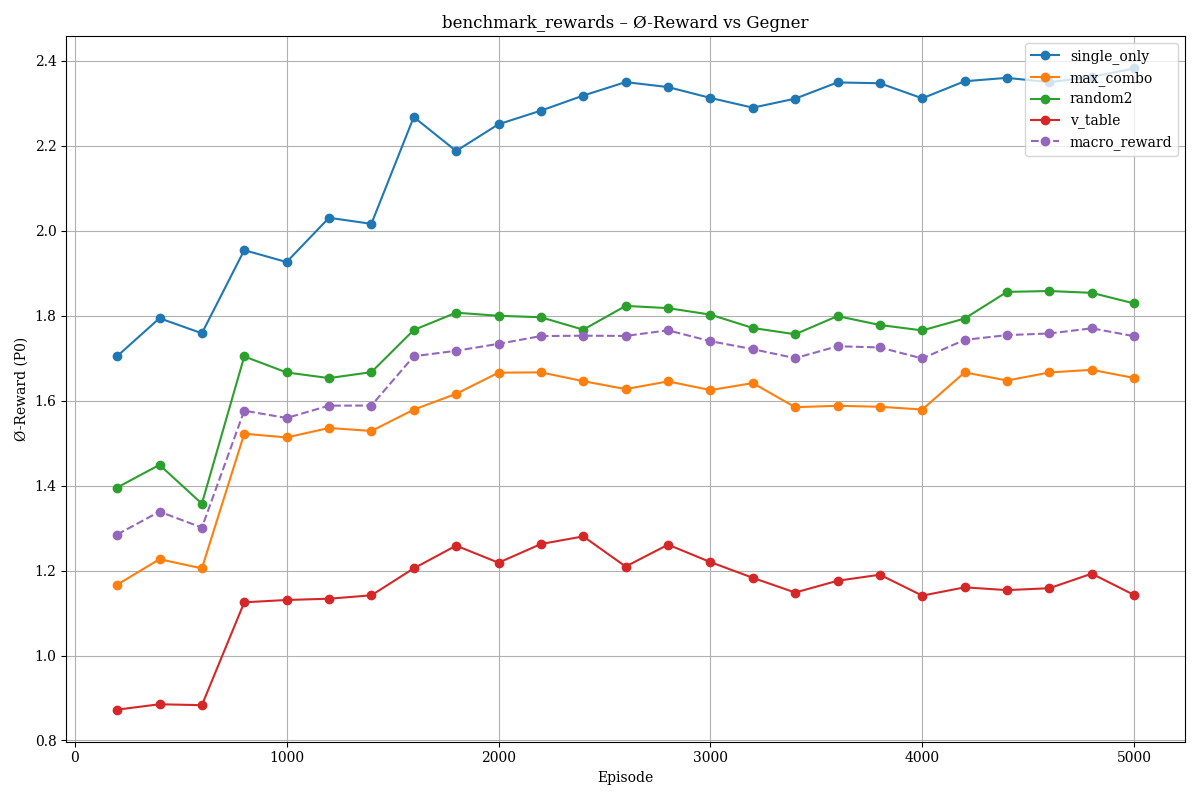 benchmark_rewards – Ø-Reward vs Gegner
single_only
max_combo
random2
v_table
macro_reward
Ø-Reward (P0)
2.4
2.2
2.0
1.8
1.6
1.4
1.2
1.0
0.8
0
1000
2000
3000
4000
5000
Episode